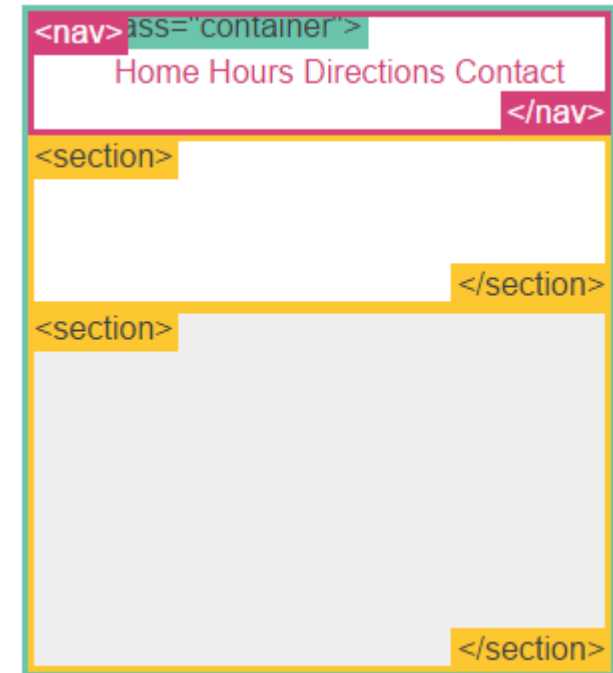 <nav> ass="container">
Home Hours Directions Contact
</nav>
<section>
</section>
<section>
</section>